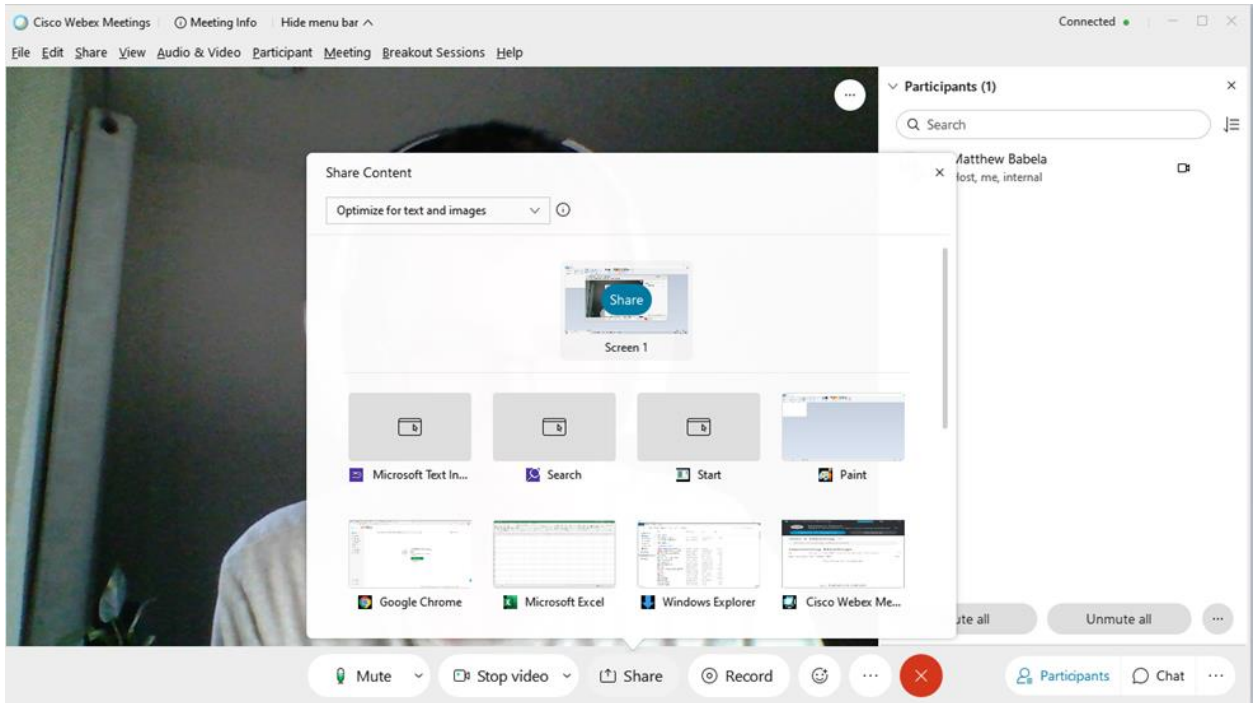 Cisco Webex Meetings Meeting Info Hide menu bar Connected
File Edit Share View Audio & Video Participant Meeting Breakout Sessions Help
Participants (1)
Search
Matthew Babela
Host, me, internal
Share Content
Optimize for text and images
Share
Screen 1
Microsoft Text In... Search Start Paint
Google Chrome Microsoft Excel Windows Explorer Cisco Webex Me...
ute all Unmute all
Mute Stop video Share Record Participants Chat